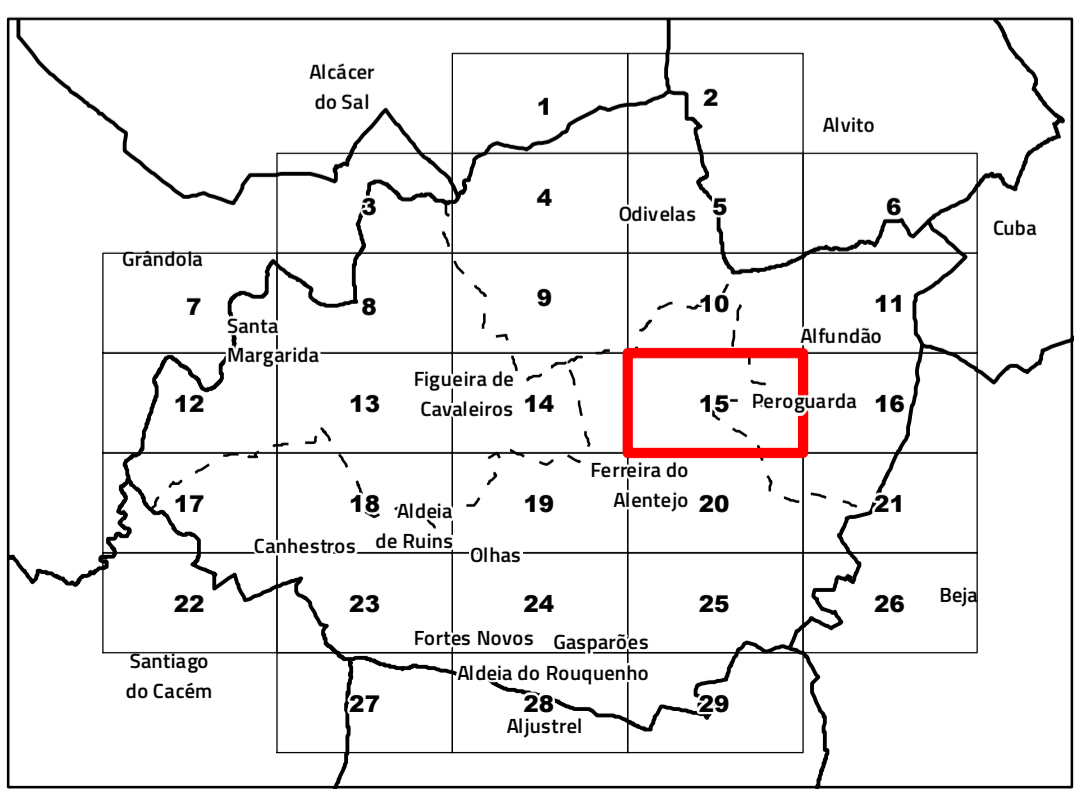 Alcácer
do Sal
1
2
Alvito
3
4
Odivelas
5
6
Cuba
Grândola
7
8
9
10
11
Santa
Margarida
Alfundão
12
13
Figueira de
Cavaleiros
14
15
Peroguarda
16
Ferreira do
Alentejo
17
18
Aldeia
de Ruins
19
20
21
Canhestros
Olhas
22
23
24
25
26
Beja
Fortes Novos
Gasparões
Santiago
do Cacém
Aldeia do Rouquenho
27
28
29
Aljustrel